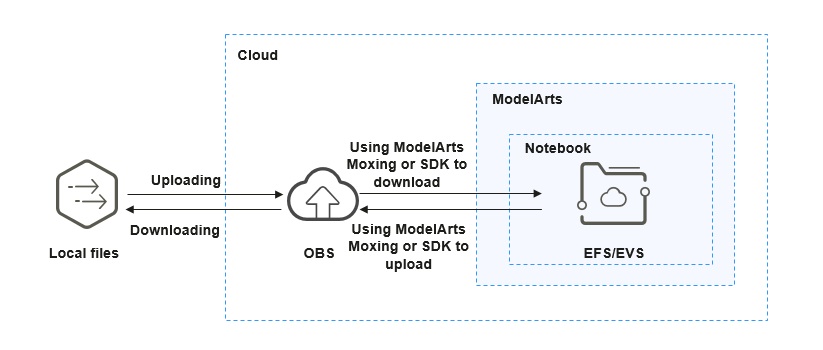 Cloud
ModelArts
Using ModelArts
Moxing or SDK to
download
Notebook
Uploading
Downloading
Using ModelArts
Moxing or SDK to
upload
Local files
OBS
EFS/EVS